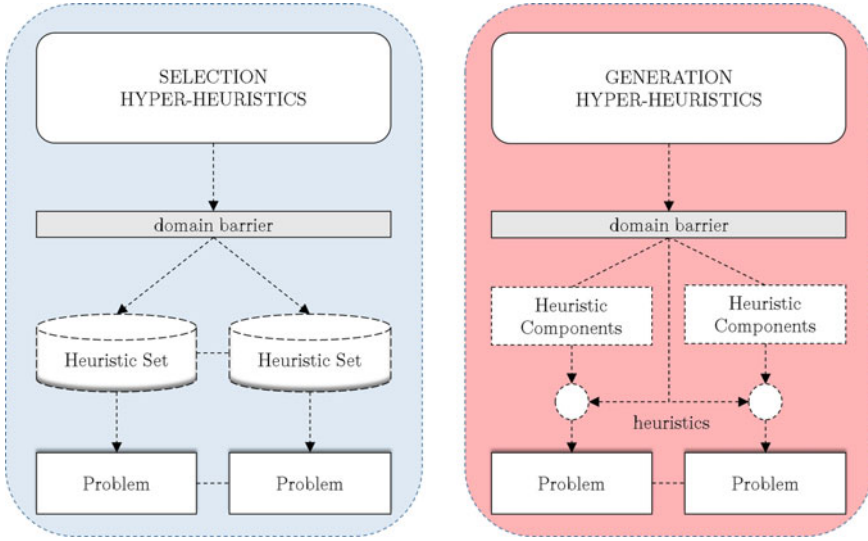 SELECTION
HYPER-HEURISTICS
domain barrier
Heuristic Set
Heuristic Set
Problem
Problem
GENERATION
HYPER-HEURISTICS
domain barrier
Heuristic
Components
Heuristic
Components
heuristics
Problem
Problem